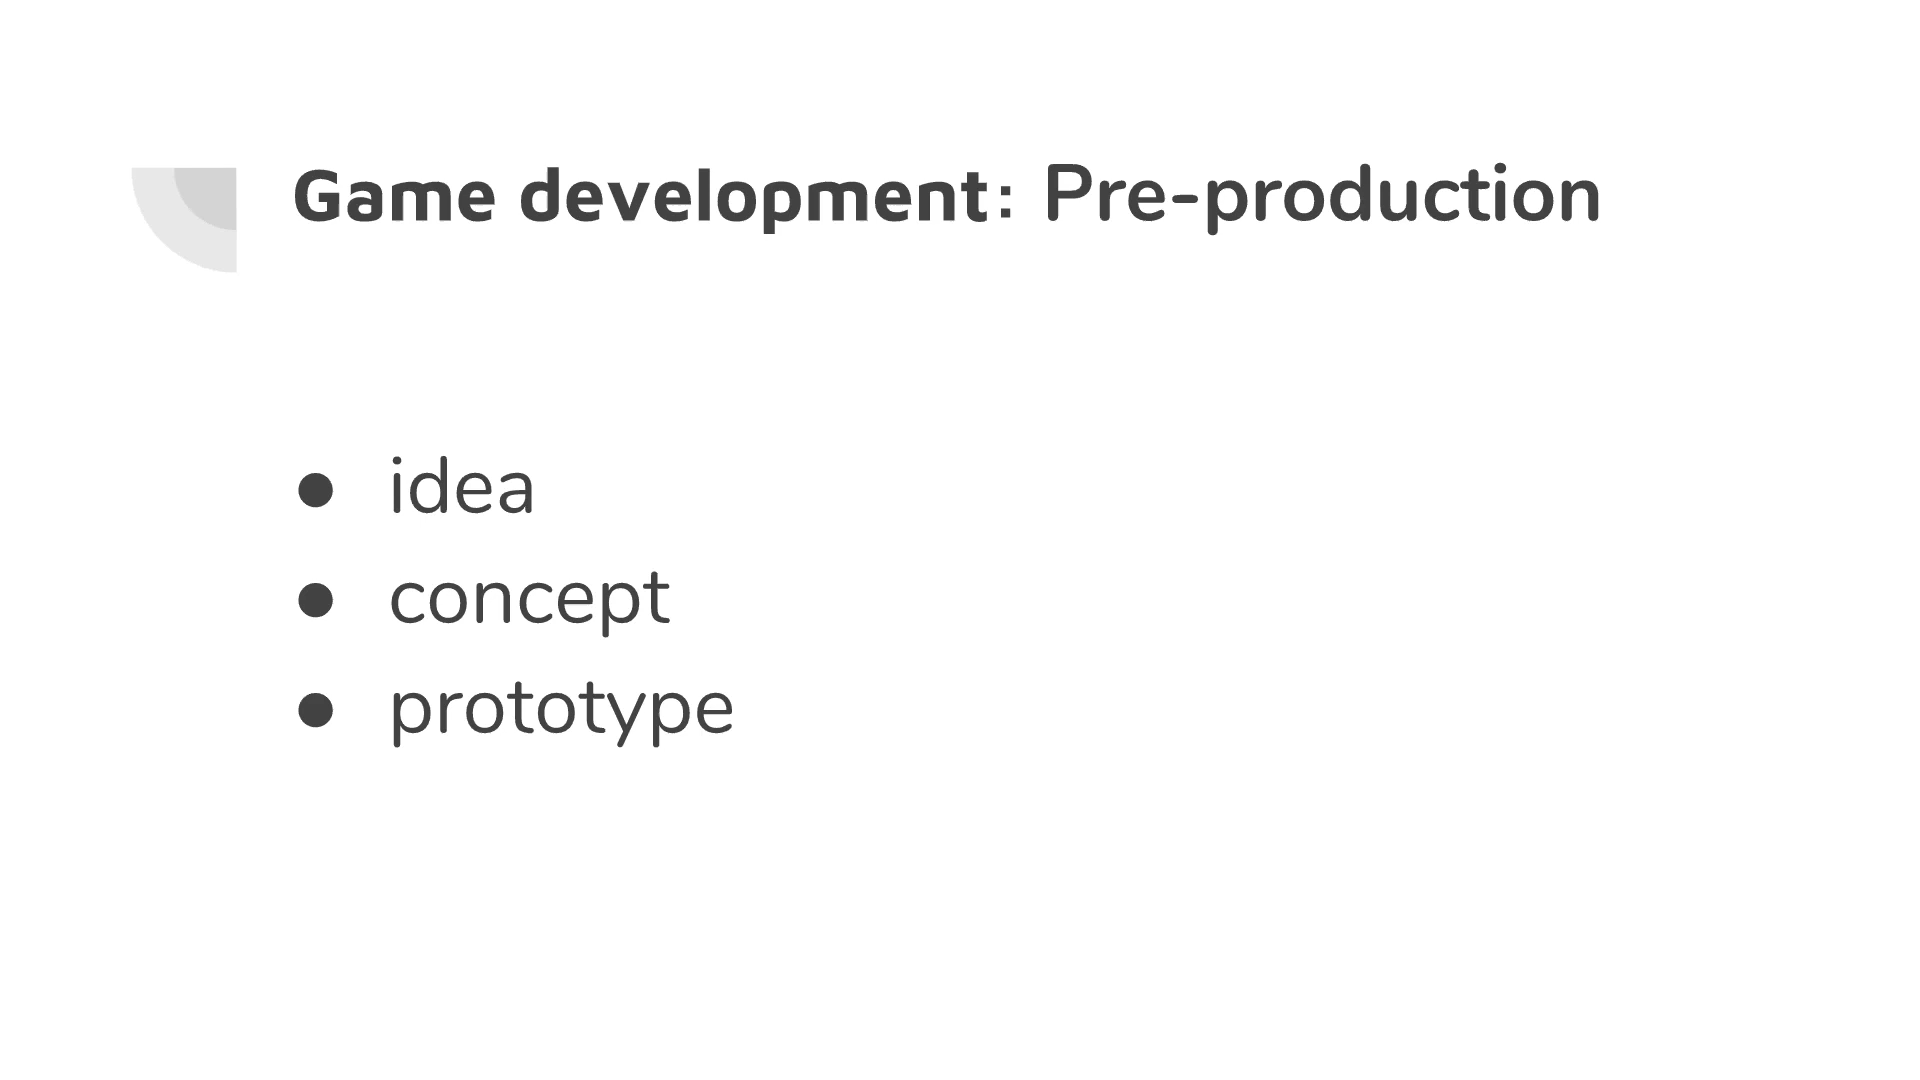 Game development: Pre-production
● idea
● concept
● prototype